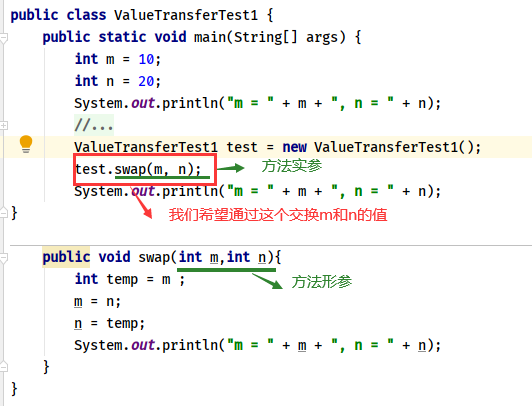 public class ValueTransferTest1 {
public static void main(String[] args) {
int m = 10;
int n = 20;
System.out.println("m = " + m + ", n = " + n);
//...
ValueTransferTest1 test = new ValueTransferTest1();
test.swap(m, n); 方法实参
System.out.println("m = " + m + ", n = " + n);
} 我们希望通过这个交换m和n的值
public void swap(int m,int n){
int temp = m ; 方法形参
m = n;
n = temp;
System.out.println("m = " + m + ", n = " + n);
}
}